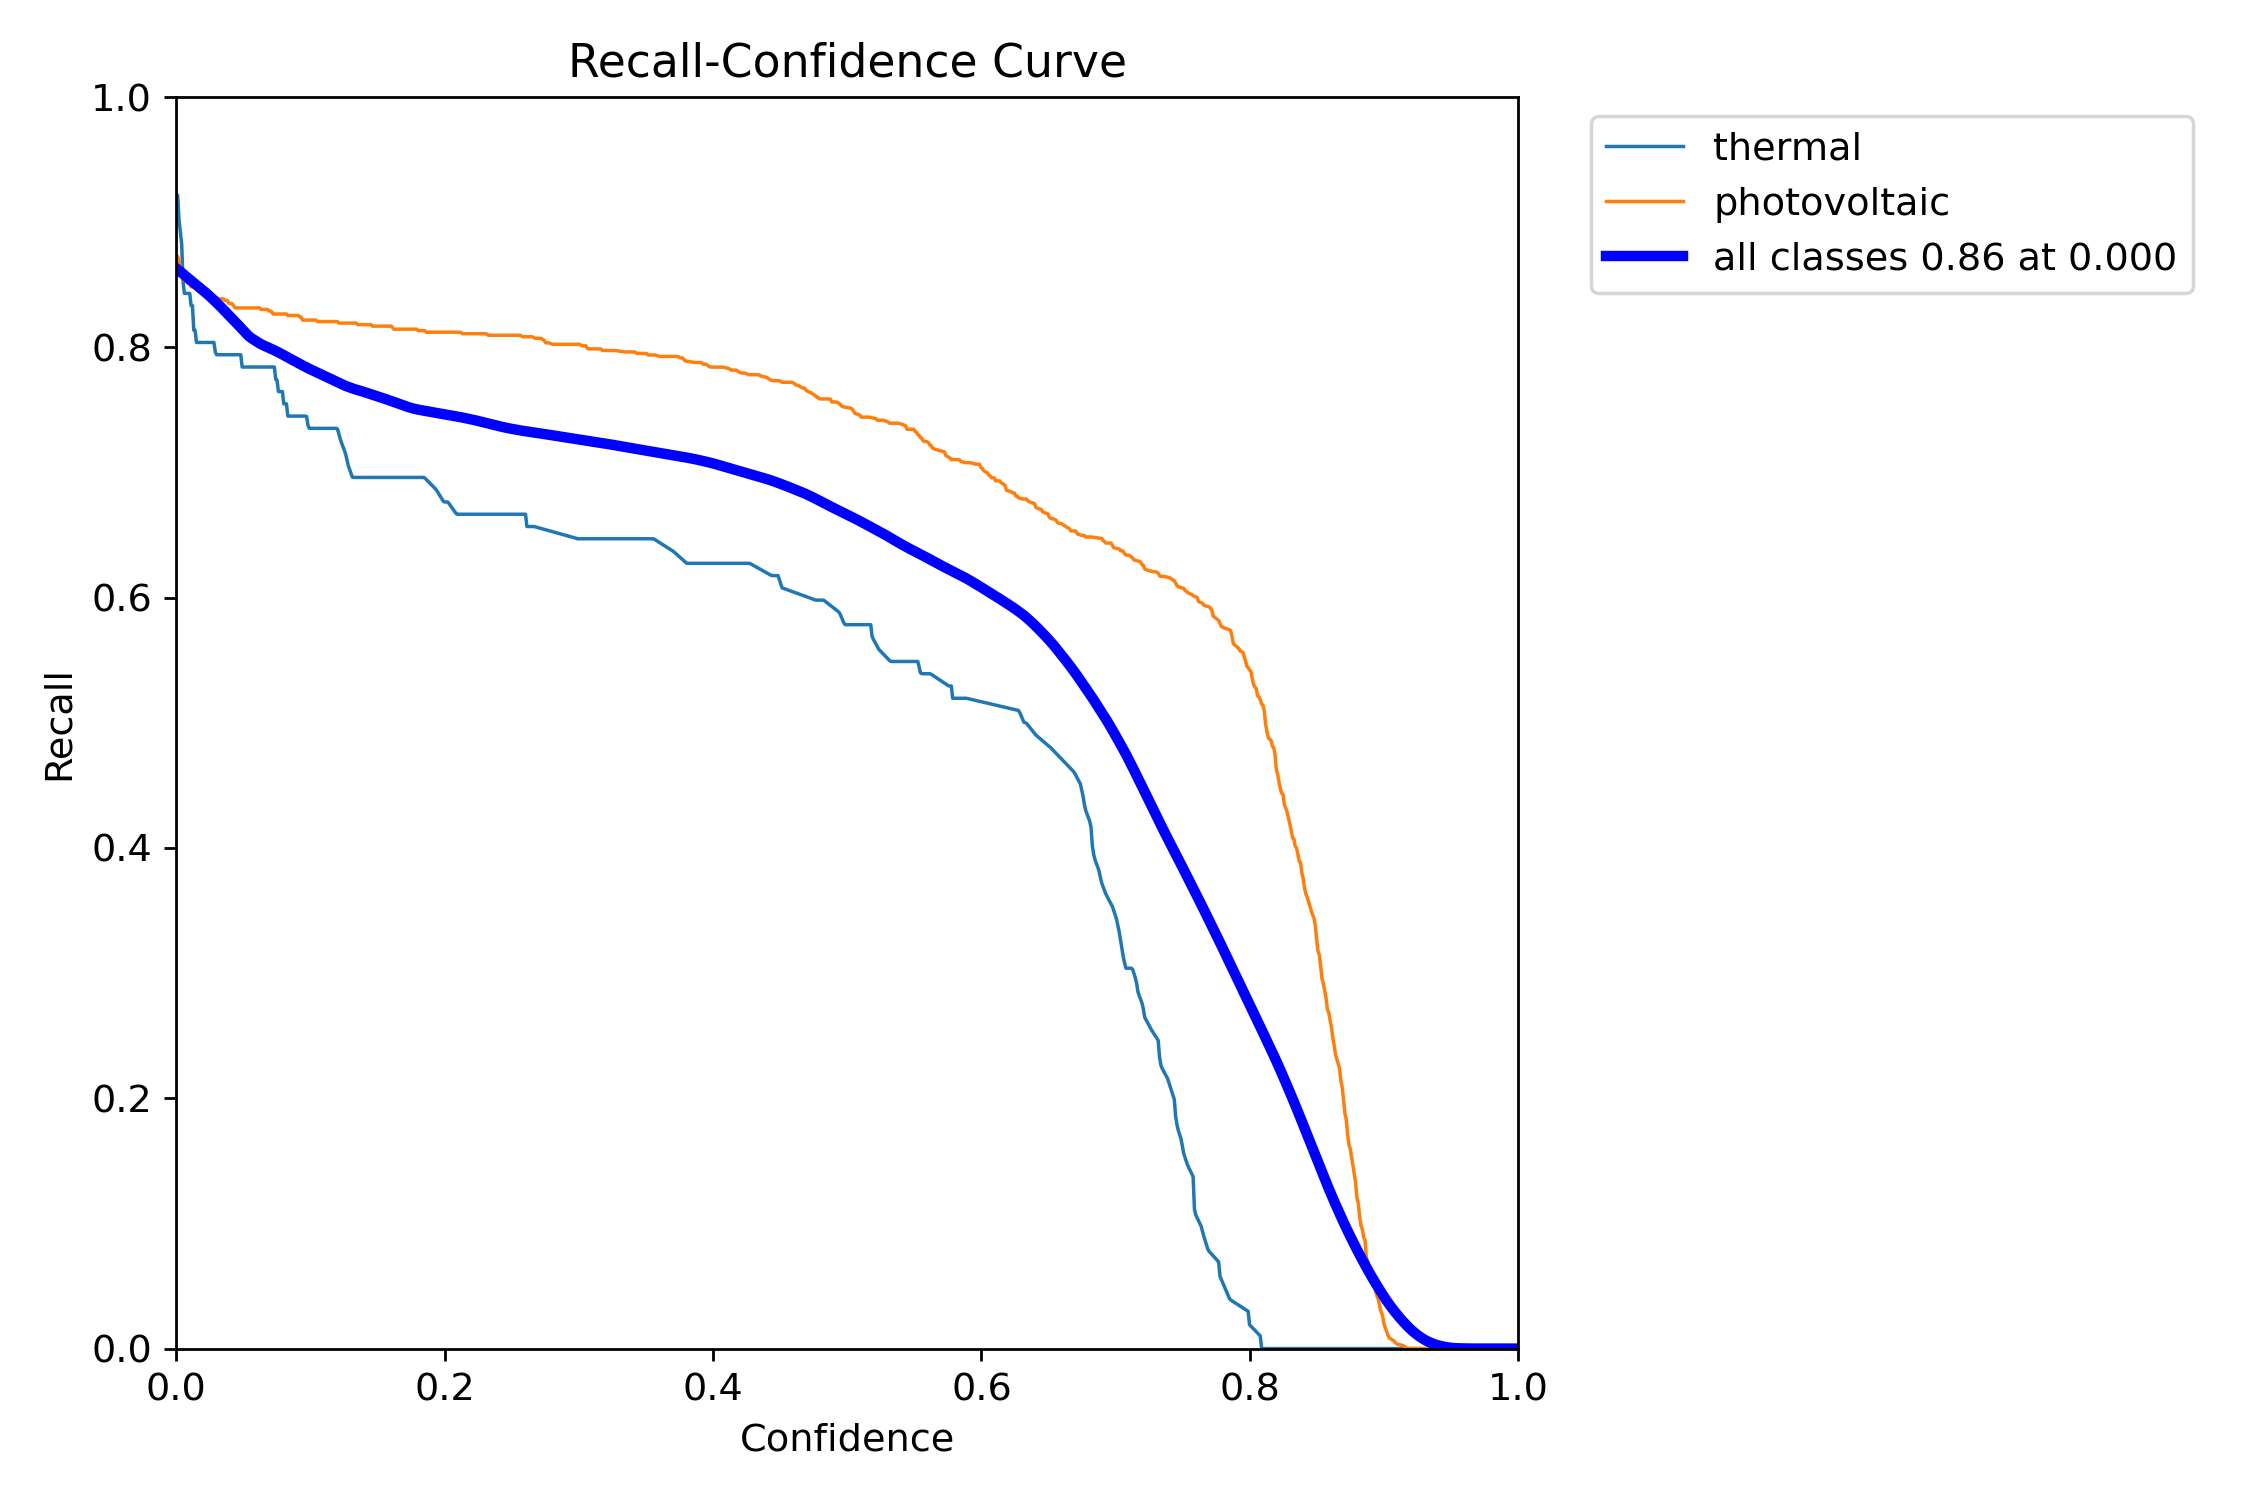 Recall-Confidence Curve
1.0
0.8
0.6
0.4
0.2
0.0
0.0 0.2 0.4 0.6 0.8 1.0
Recall
Confidence
thermal
photovoltaic
all classes 0.86 at 0.000